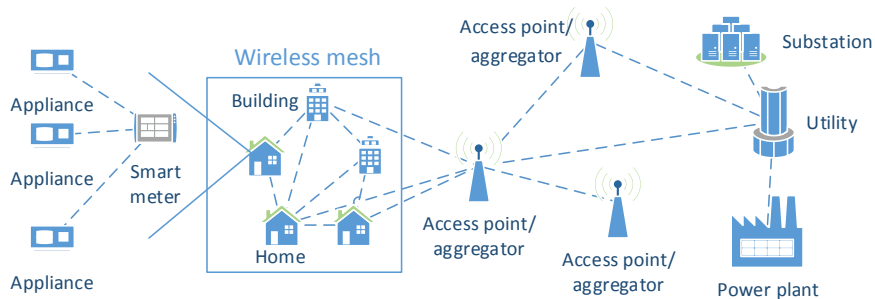 Appliance
Appliance
Appliance
Smart
meter
Wireless mesh
Building
Home
Access point/
aggregator
Access point/
aggregator
Access point/
aggregator
Substation
Utility
Power plant